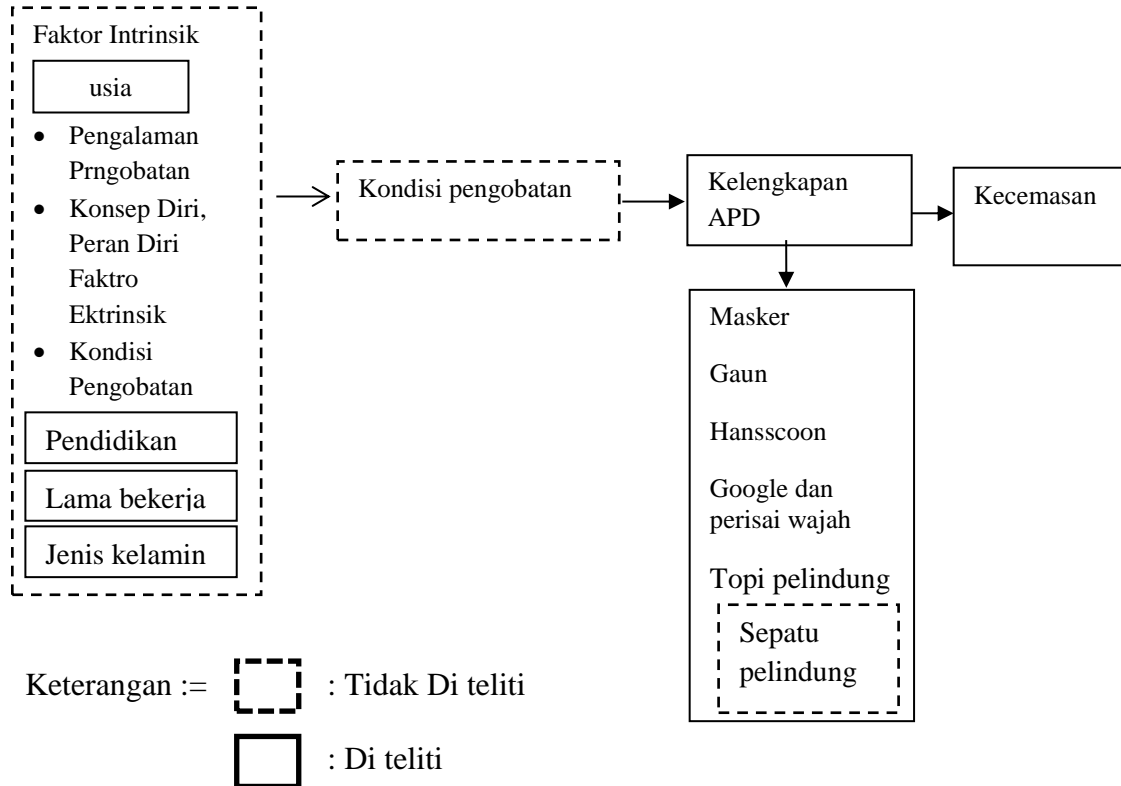 Faktor Intrinsik
usia
• Pengalaman
Prngobatan
• Konsep Diri,
Peran Diri
Faktro
Ektrinsik
• Kondisi
Pengobatan
Pendidikan
Lama bekerja
Jenis kelamin
Kondisi pengobatan
Kelengkapan
APD
Kecemasan
Masker
Gaun
Hansscoon
Google dan
perisai wajah
Topi pelindung
Sepatu
pelindung
Keterangan := : Tidak Di teliti
: Di teliti